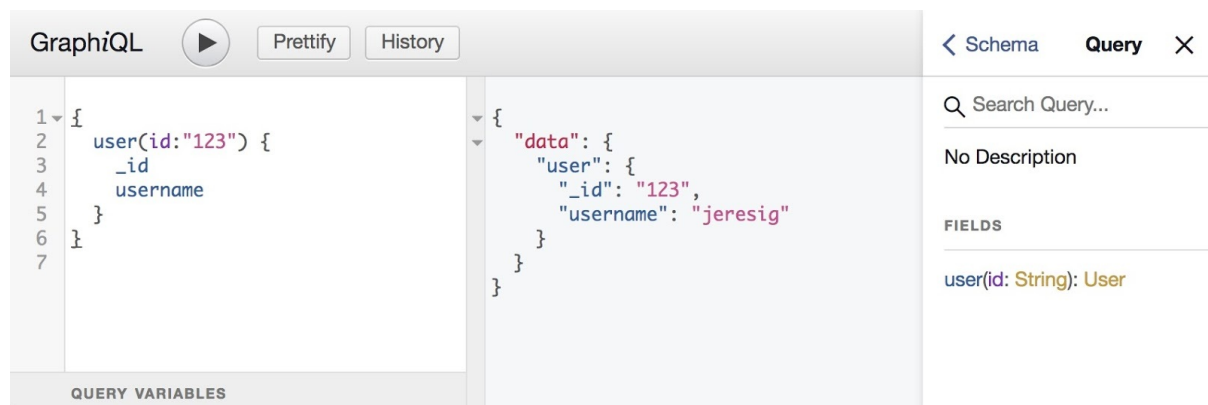 GraphiQL Prettify History
1 {
2   user(id:"123") {
3     _id
4     username
5   }
6 }
7
QUERY VARIABLES
{
  "data": {
    "user": {
      "_id": "123",
      "username": "jeresig"
    }
  }
}
Schema Query
Search Query...
No Description
FIELDS
user(id: String): User